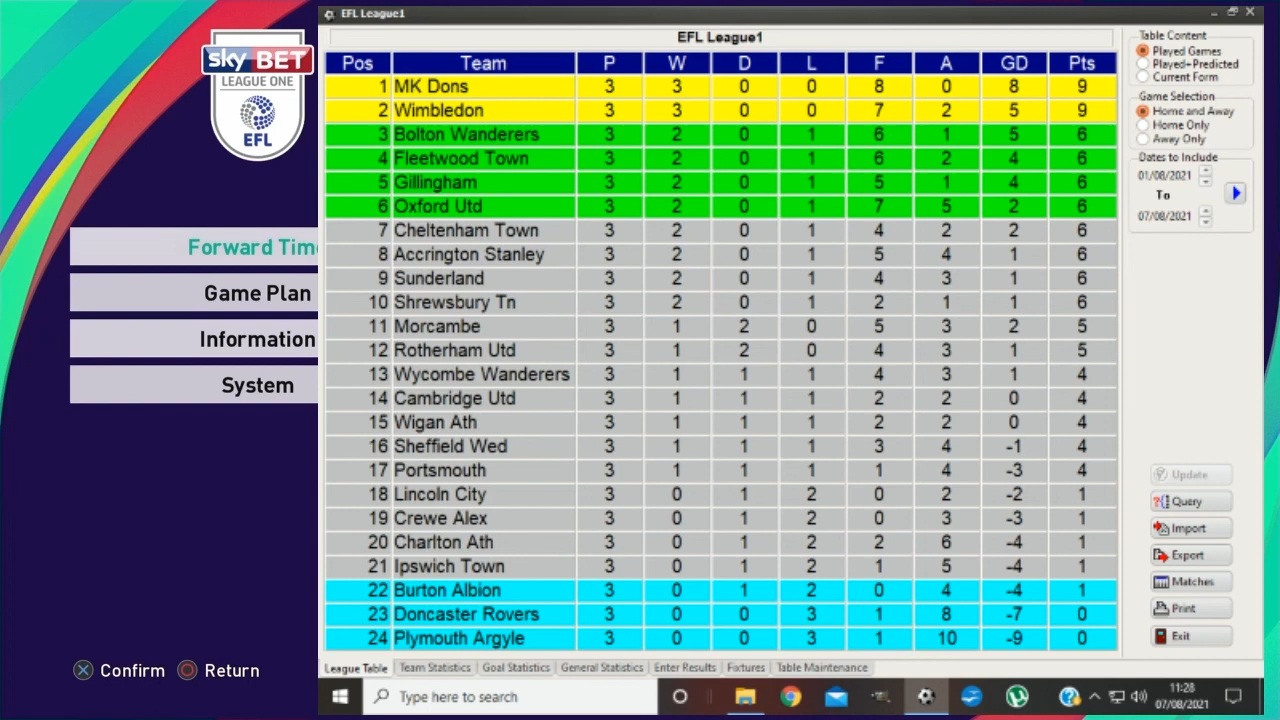 EFL League1
EFL League1
sky BET
LEAGUE ONE
EFL
Forward Time
Game Plan
Information
System
Confirm Return
Pos Team P W D L F A GD Pts
1 MK Dons 3 3 0 0 8 0 8 9
2 Wimbledon 3 3 0 0 7 2 5 9
3 Bolton Wanderers 3 2 0 1 6 1 5 6
4 Fleetwood Town 3 2 0 1 6 2 4 6
5 Gillingham 3 2 0 1 5 1 4 6
6 Oxford Utd 3 2 0 1 7 5 2 6
7 Cheltenham Town 3 2 0 1 4 2 2 6
8 Accrington Stanley 3 2 0 1 5 4 1 6
9 Sunderland 3 2 0 1 4 3 1 6
10 Shrewsbury Tn 3 2 0 1 2 1 1 6
11 Morcambe 3 1 2 0 5 3 2 5
12 Rotherham Utd 3 1 2 0 4 3 1 5
13 Wycombe Wanderers 3 1 1 1 4 3 1 4
14 Cambridge Utd 3 1 1 1 2 2 0 4
15 Wigan Ath 3 1 1 1 2 2 0 4
16 Sheffield Wed 3 1 1 1 3 4 -1 4
17 Portsmouth 3 1 1 1 1 4 -3 4
18 Lincoln City 3 0 1 2 0 2 -2 1
19 Crewe Alex 3 0 1 2 0 3 -3 1
20 Charlton Ath 3 0 1 2 2 6 -4 1
21 Ipswich Town 3 0 1 2 1 5 -4 1
22 Burton Albion 3 0 1 2 0 4 -4 1
23 Doncaster Rovers 3 0 0 3 1 8 -7 0
24 Plymouth Argyle 3 0 0 3 1 10 -9 0
Table Content
Played Games
Played+Predicted
Current Form
Game Selection
Home and Away
Home Only
Away Only
Dates to Include
01/08/2021
To
07/08/2021
Update
Query
Import
Export
Matches
Print
Exit
League Table Team Statistics Goal Statistics General Statistics Enter Results Fixtures Table Maintenance
Type here to search
11:28
07/08/2021